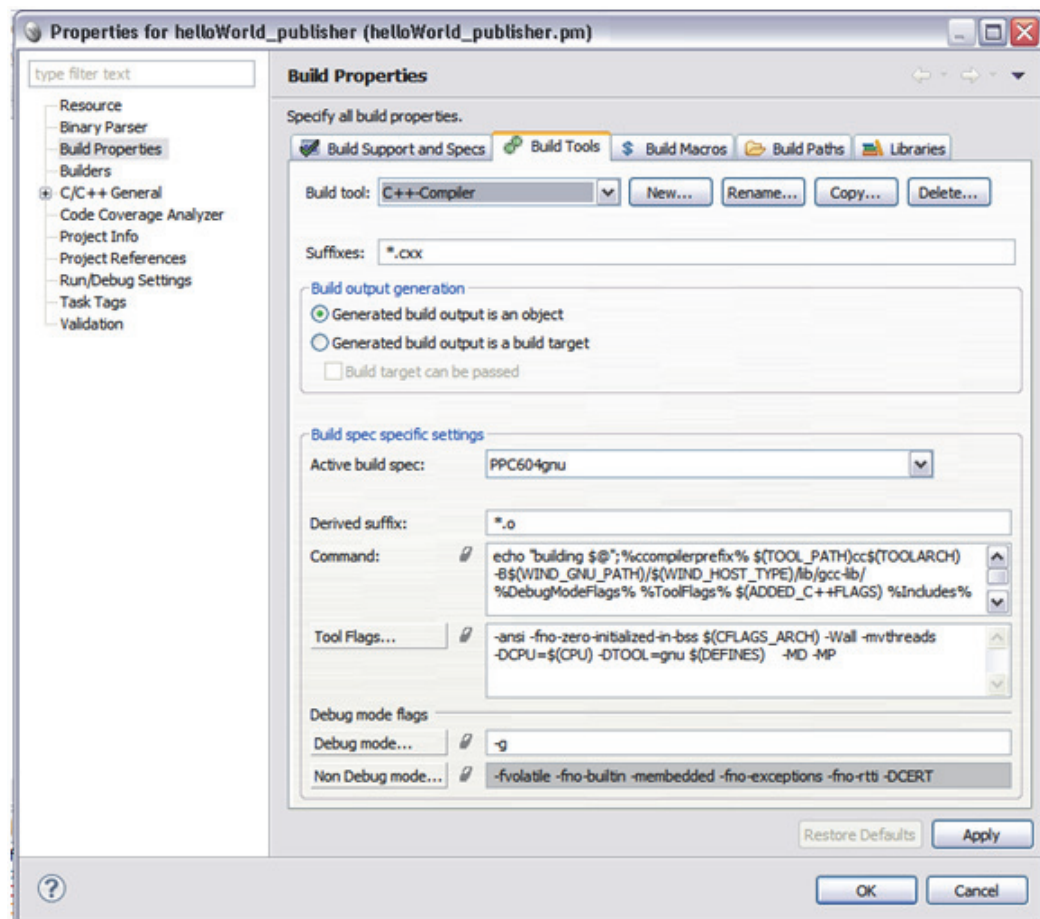 Properties for helloWorld_publisher (helloWorld_publisher.pm)
type filter text
Resource
Binary Parser
Build Properties
Builders
C/C++ General
Code Coverage Analyzer
Project Info
Project References
Run/Debug Settings
Task Tags
Validation
Build Properties
Specify all build properties.
Build Support and Specs
Build Tools
Build Macros
Build Paths
Libraries
Build tool: C++-Compiler
New...
Rename...
Copy...
Delete...
Suffixes: *.cxx
Build output generation
Generated build output is an object
Generated build output is a build target
Build target can be passed
Build spec specific settings
Active build spec: PPC604gnu
Derived suffix: *.o
Command:
echo "building $@";%ccompilerprefix% $(TOOL_PATH)cc$(TOOLARCH)
-B$(WIND_GNU_PATH)/$(WIND_HOST_TYPE)/lib/gcc-lib/
%DebugModeFlags% %ToolFlags% $(ADDED_C++FLAGS) %Includes%
Tool Flags...
-ansi -fno-zero-initialized-in-bss $(CFLAGS_ARCH) -Wall -mvthreads
-DCPU=$(CPU) -DTOOL=gnu $(DEFINES) -MD -MP
Debug mode flags
Debug mode... -g
Non Debug mode... -fvolatile -fno-builtin -membedded -fno-exceptions -fno-rtti -DCERT
Restore Defaults
Apply
OK
Cancel